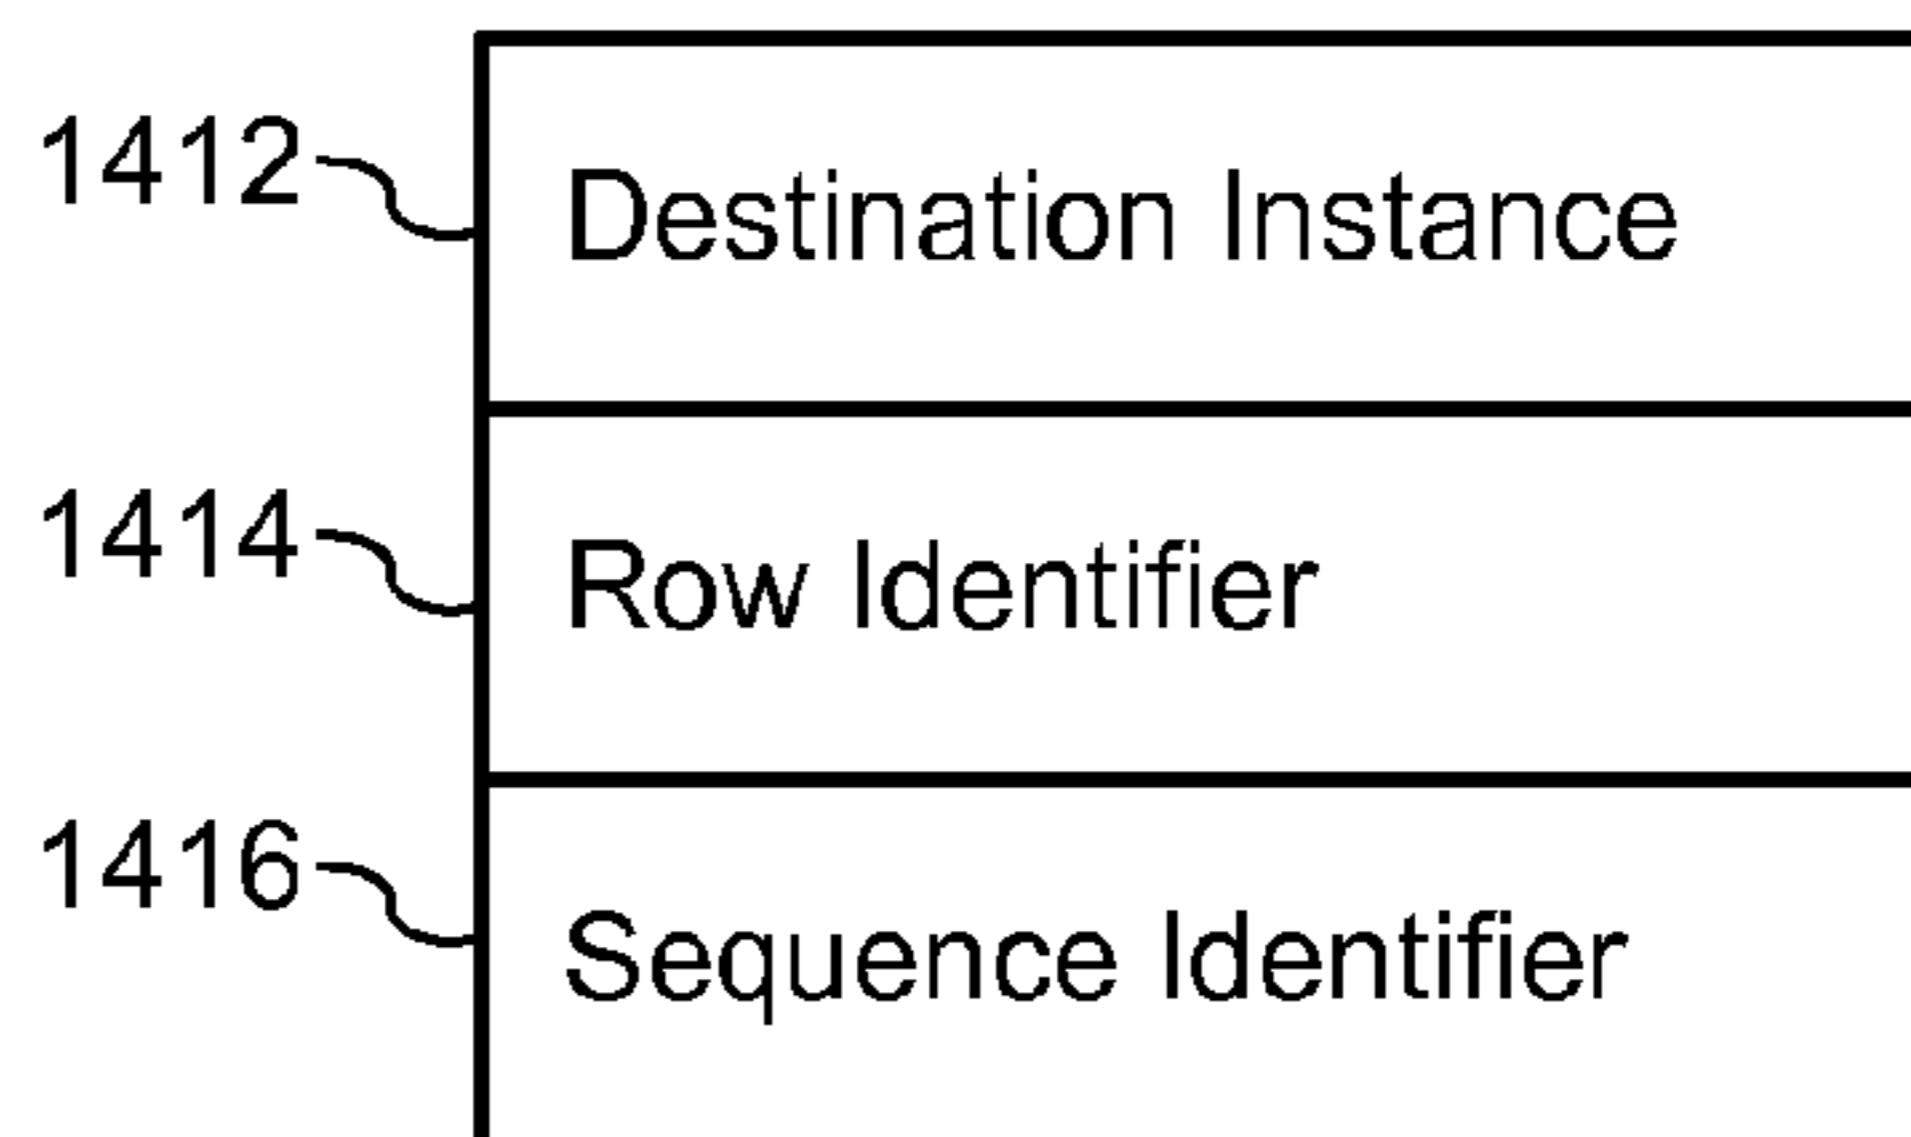 1412 Destination Instance
1414 Row Identifier
1416 Sequence Identifier